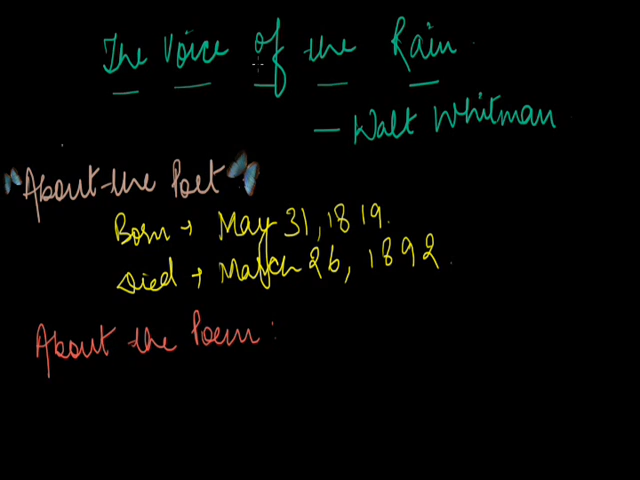 The Voice of the Rain
- Walt Whitman
About the Poet
Born → May 31, 1819.
Died → March 26, 1892.
About the Poem: